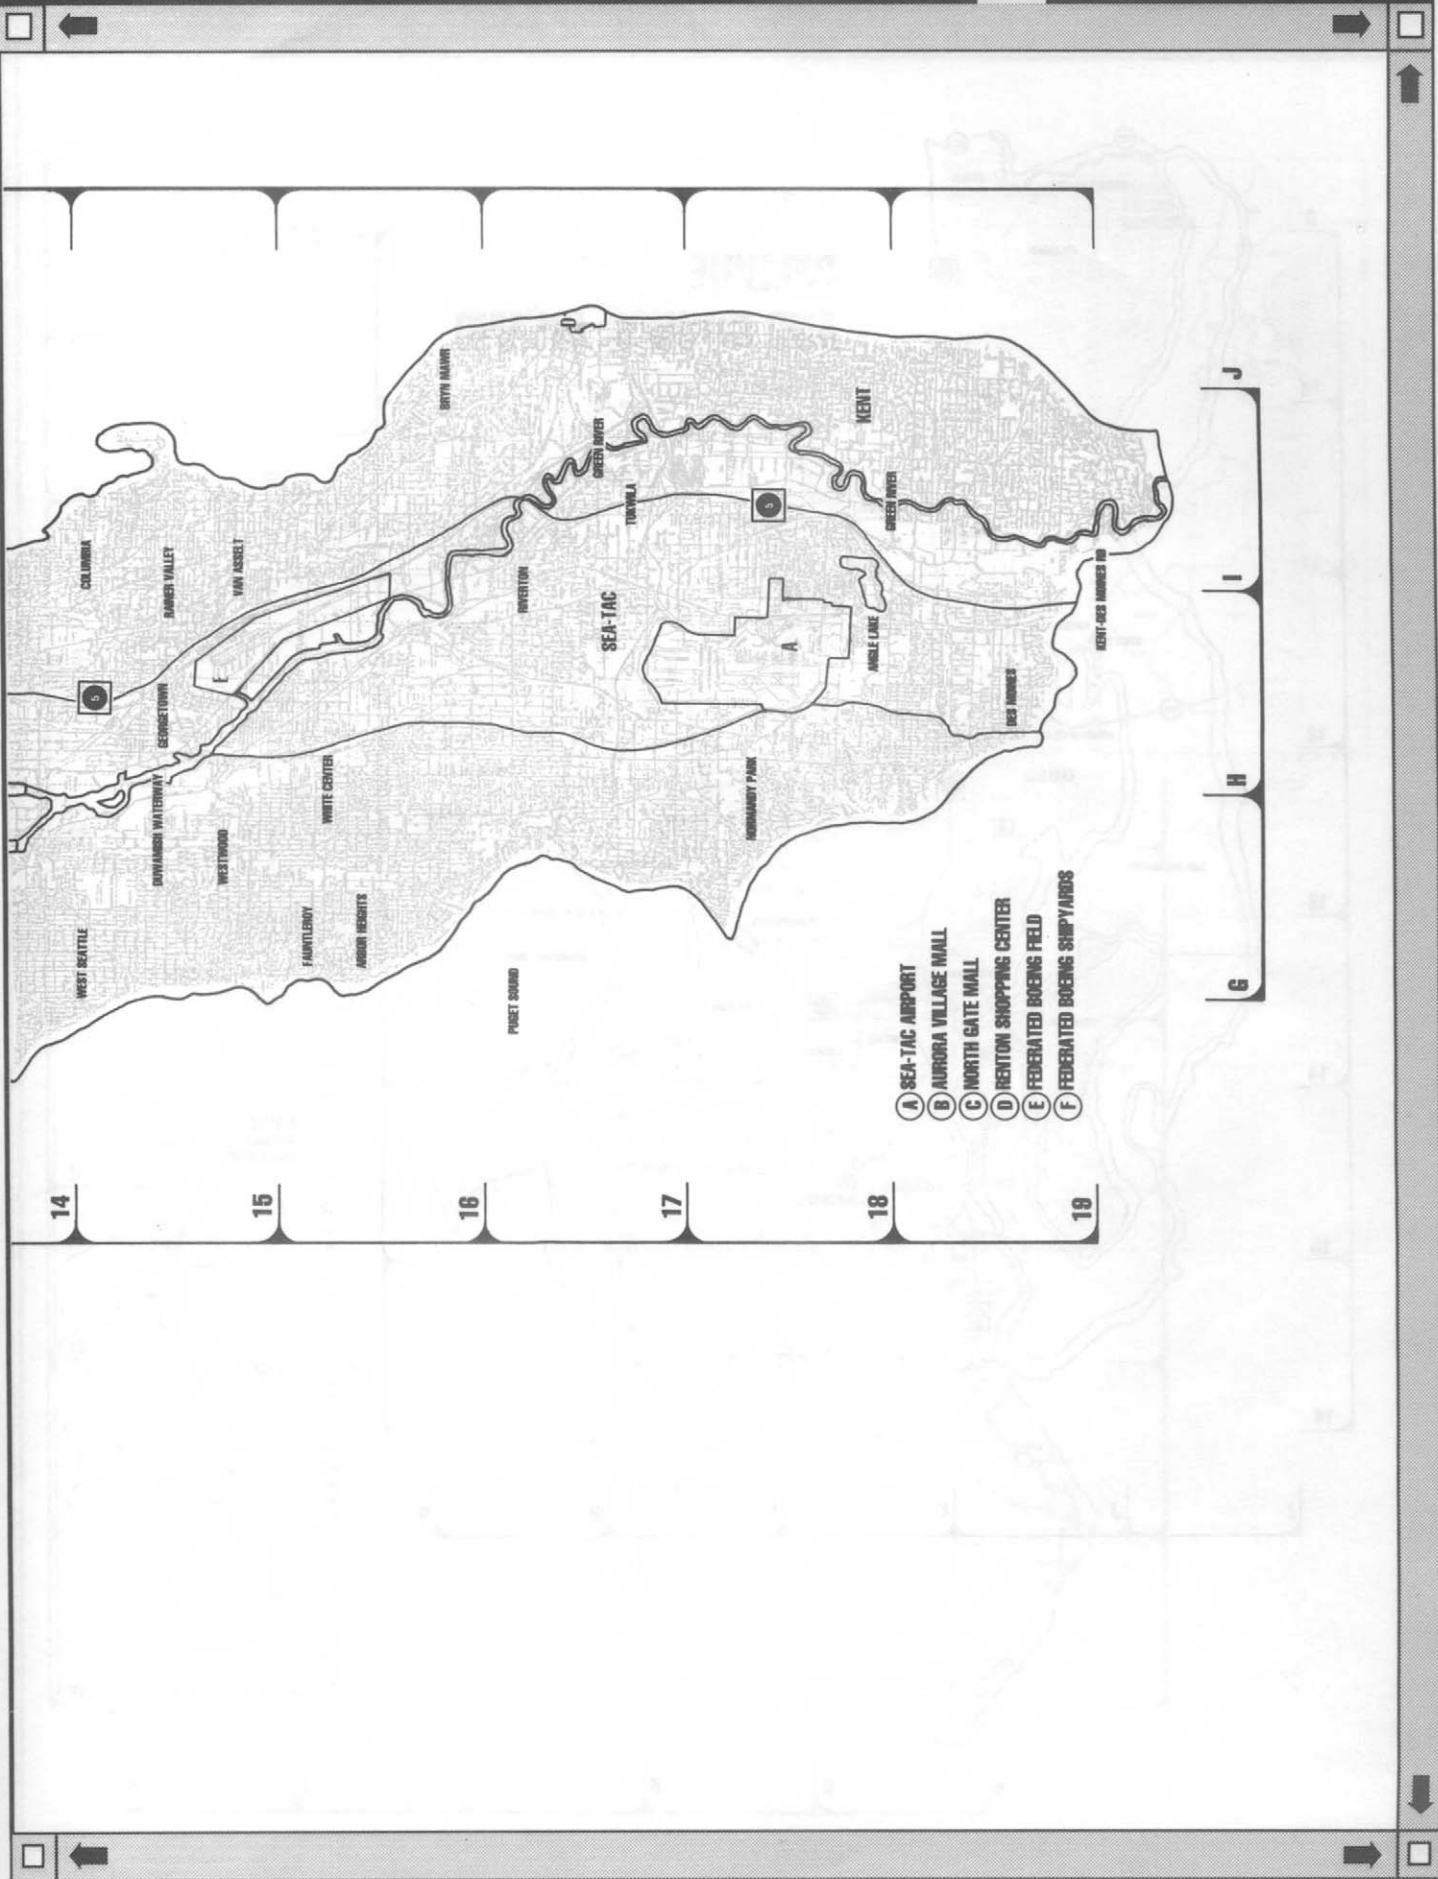 WEST SEATTLE
COLUMBIA
5
GEORGETOWN
RAINIER VALLEY
DUWAMISH WATERWAY
WESTWOOD
VAN ASSELT
E
FAUNTLEROY
WHITE CENTER
ARBOR HEIGHTS
BRYN MAWR
PUGET SOUND
RIVERTON
D
GREEN RIVER
SEA-TAC
TUKWILA
NORMANDY PARK
5
A
KENT
ANGLE LAKE
GREEN RIVER
DES MOINES
KENT-DES MOINES RD
A SEA-TAC AIRPORT
B AURORA VILLAGE MALL
C NORTH GATE MALL
D RENTON SHOPPING CENTER
E FEDERATED BOEING FIELD
F FEDERATED BOEING SHIPYARDS
14
15
16
17
18
19
G
H
I
J